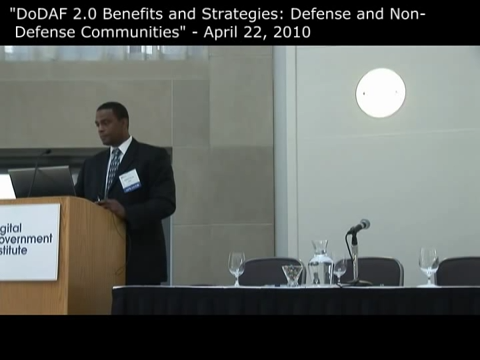 "DoDAF 2.0 Benefits and Strategies: Defense and Non-
Defense Communities" - April 22, 2010
igital
overnment
nstitute